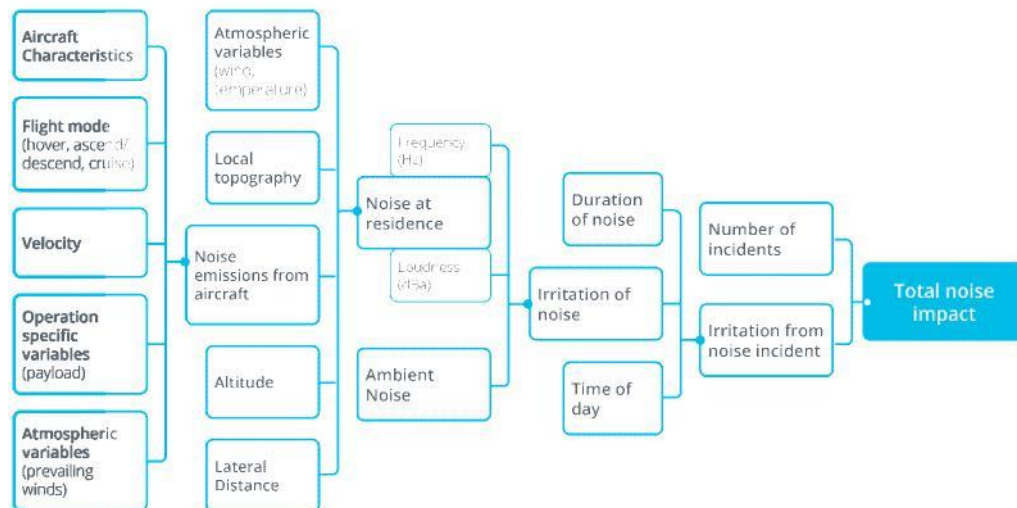 Aircraft
Characteristics
Flight mode
(hover, ascend/
descend, cruise)
Velocity
Operation
specific
variables
(payload)
Atmospheric
variables
(prevailing
winds)
Atmospheric
variables
(wind,
temperature)
Local
topography
Noise
emissions from
aircraft
Altitude
Lateral
Distance
Frequency
(Hz)
Noise at
residence
Loudness
(dBa)
Ambient
Noise
Duration
of noise
Irritation of
noise
Time of
day
Number of
incidents
Irritation from
noise incident
Total noise
impact